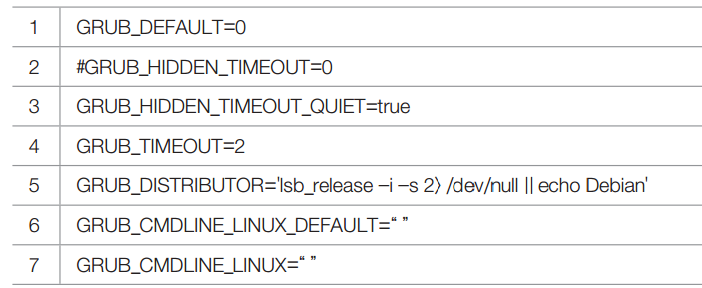 1 GRUB_DEFAULT=0
2 #GRUB_HIDDEN_TIMEOUT=0
3 GRUB_HIDDEN_TIMEOUT_QUIET=true
4 GRUB_TIMEOUT=2
5 GRUB_DISTRIBUTOR='lsb_release –i –s 2〉/dev/null || echo Debian'
6 GRUB_CMDLINE_LINUX_DEFAULT=“ ”
7 GRUB_CMDLINE_LINUX=“ ”